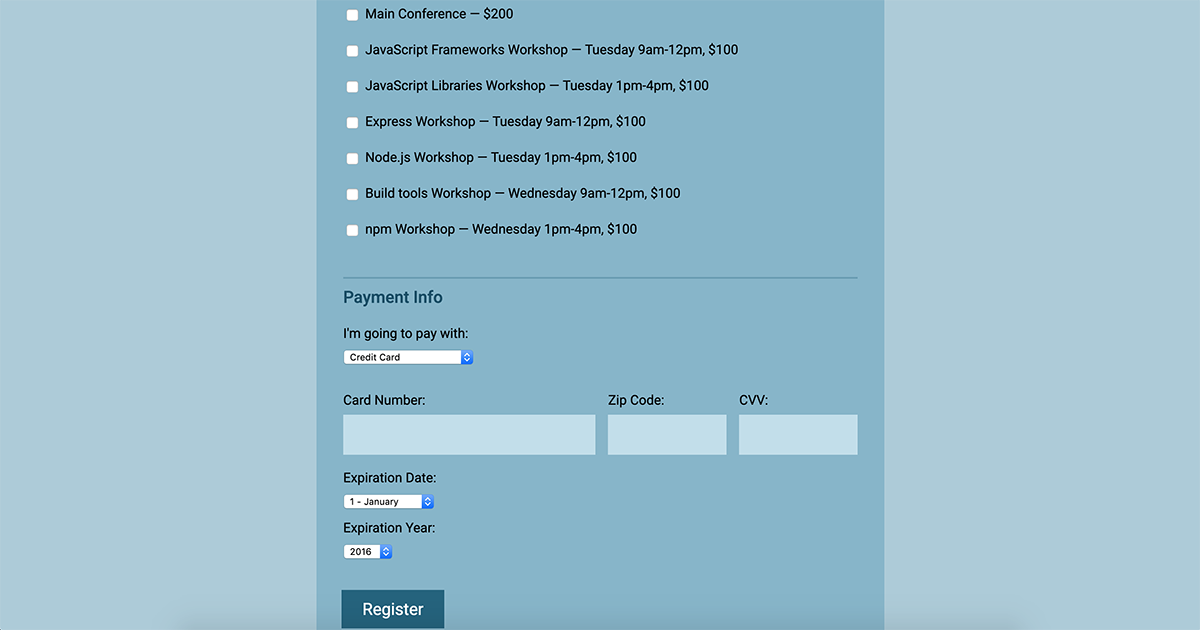 Main Conference — $200
JavaScript Frameworks Workshop — Tuesday 9am-12pm, $100
JavaScript Libraries Workshop — Tuesday 1pm-4pm, $100
Express Workshop — Tuesday 9am-12pm, $100
Node.js Workshop — Tuesday 1pm-4pm, $100
Build tools Workshop — Wednesday 9am-12pm, $100
npm Workshop — Wednesday 1pm-4pm, $100
Payment Info
I'm going to pay with:
Credit Card
Card Number: Zip Code: CVV:
Expiration Date:
1 - January
Expiration Year:
2016
Register